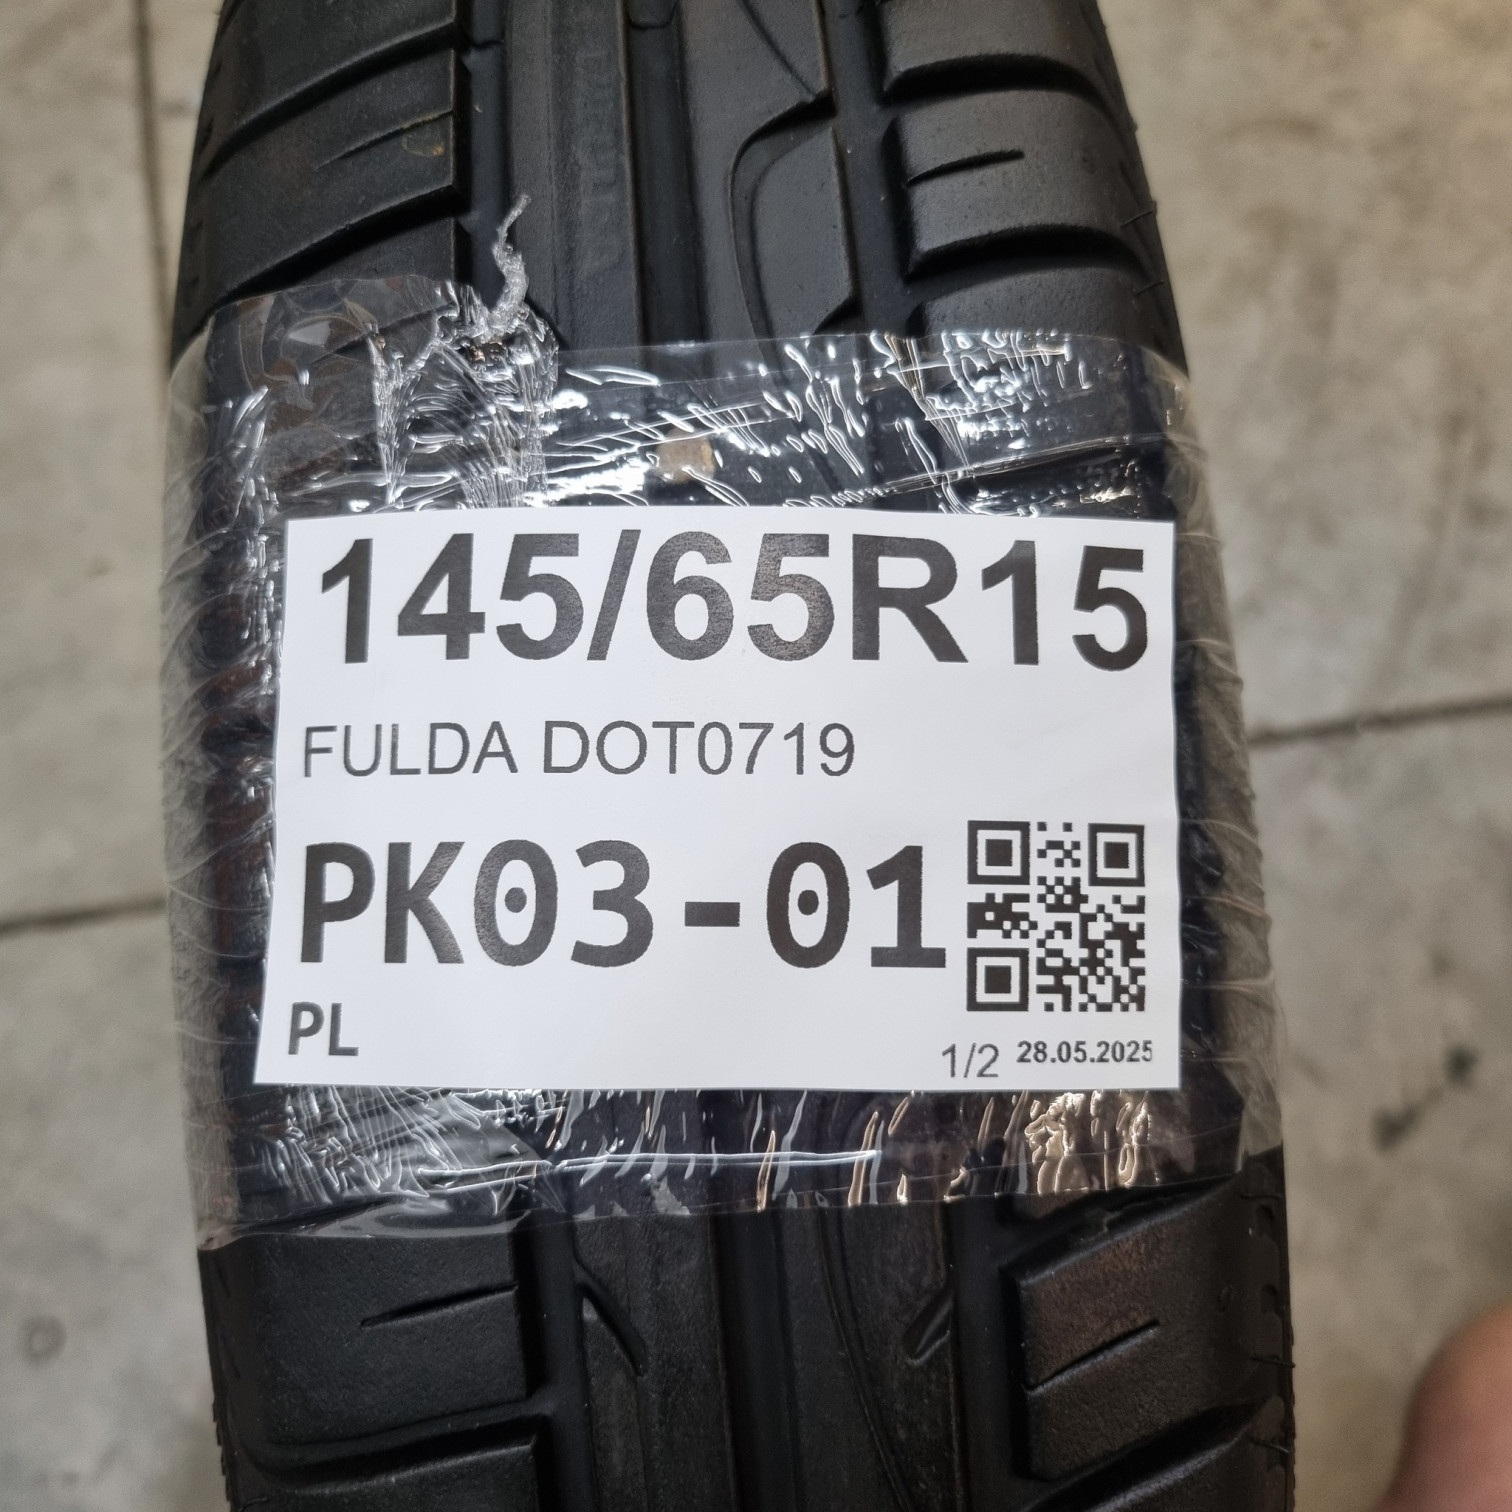 145/65R15
FULDA DOT0719
PK03-01
PL
1/2 28.05.2025